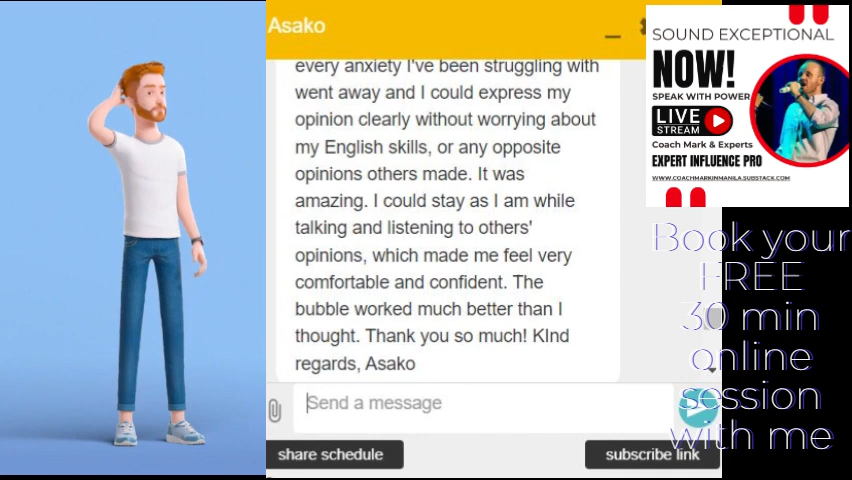 Asako
every anxiety I've been struggling with
went away and I could express my
opinion clearly without worrying about
my English skills, or any opposite
opinions others made. It was
amazing. I could stay as I am while
talking and listening to others'
opinions, which made me feel very
comfortable and confident. The
bubble worked much better than I
thought. Thank you so much! KInd
regards, Asako
Send a message
share schedule
subscribe link
SOUND EXCEPTIONAL
NOW!
SPEAK WITH POWER
LIVE
STREAM
Coach Mark & Experts
EXPERT INFLUENCE PRO
WWW.COACHMARKINMANILA.SUBSTACK.COM
Book your
FREE
30 min
online
session
with me